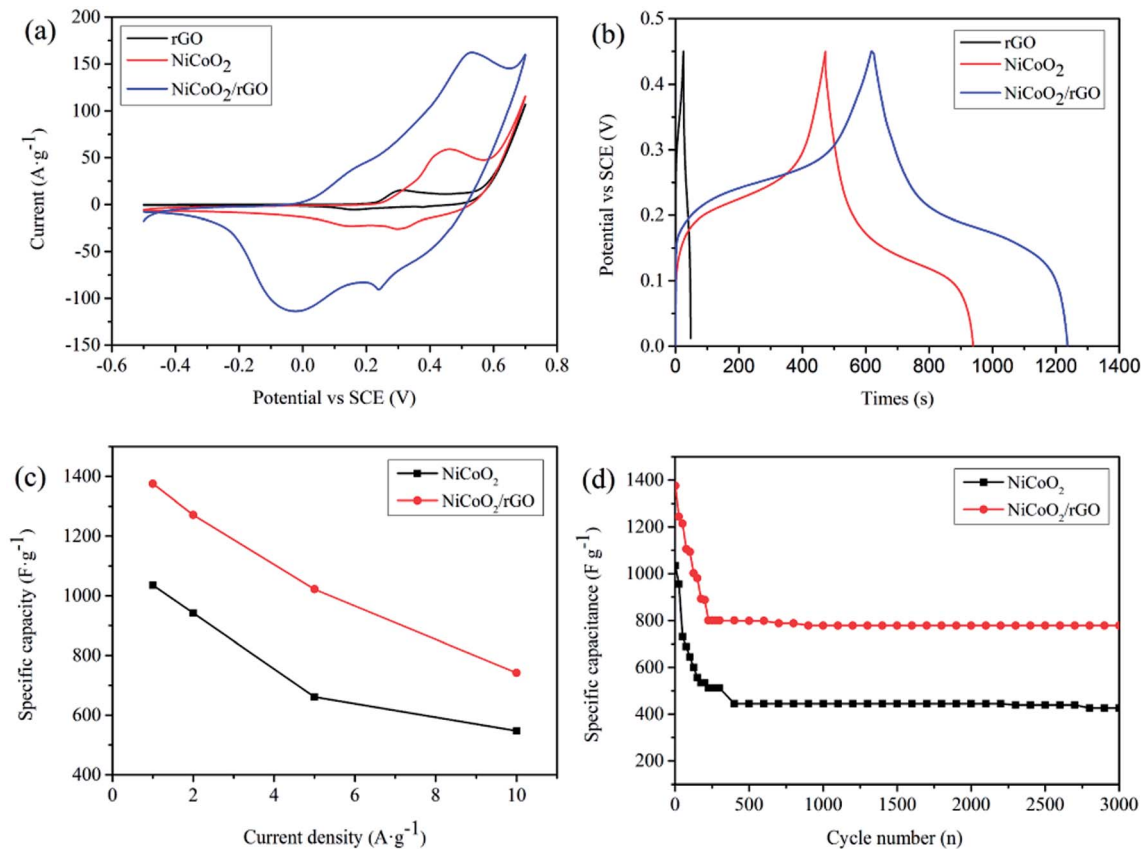 (a)
rGO
NiCoO2
NiCoO2/rGO
200
150
100
50
0
-50
-100
-150
Current (A·g-1)
-0.6 -0.4 -0.2 0.0 0.2 0.4 0.6 0.8
Potential vs SCE (V)
(b)
rGO
NiCoO2
NiCoO2/rGO
0.5
0.4
0.3
0.2
0.1
0.0
Potential vs SCE (V)
0 200 400 600 800 1000 1200 1400
Times (s)
(c)
NiCoO2
NiCoO2/rGO
1400
1200
1000
800
600
400
Specific capacity (F·g-1)
0 2 4 6 8 10
Current density (A·g-1)
(d)
NiCoO2
NiCoO2/rGO
1400
1200
1000
800
600
400
200
Specific capacitance (F g-1)
0 500 1000 1500 2000 2500 3000
Cycle number (n)